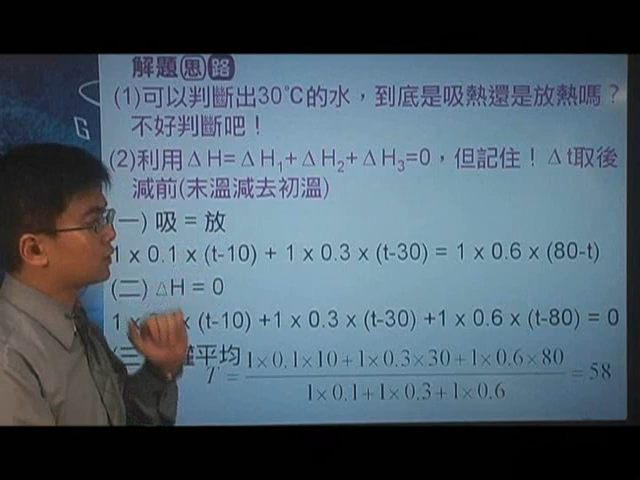 解題思路
G
(1)可以判斷出30℃的水，到底是吸熱還是放熱嗎？
不好判斷吧！
(2)利用ΔH=ΔH₁+ΔH₂+ΔH₃=0，但記住！Δt取後
減前(末溫減去初溫)
(一) 吸 = 放
1 x 0.1 x (t-10) + 1 x 0.3 x (t-30) = 1 x 0.6 x (80-t)
(二) △H = 0
1 x x (t-10) +1 x 0.3 x (t-30) +1 x 0.6 x (t-80) = 0
(三 平均
T = (1×0.1×10+1×0.3×30+1×0.6×80)/(1×0.1+1×0.3+1×0.6) = 58